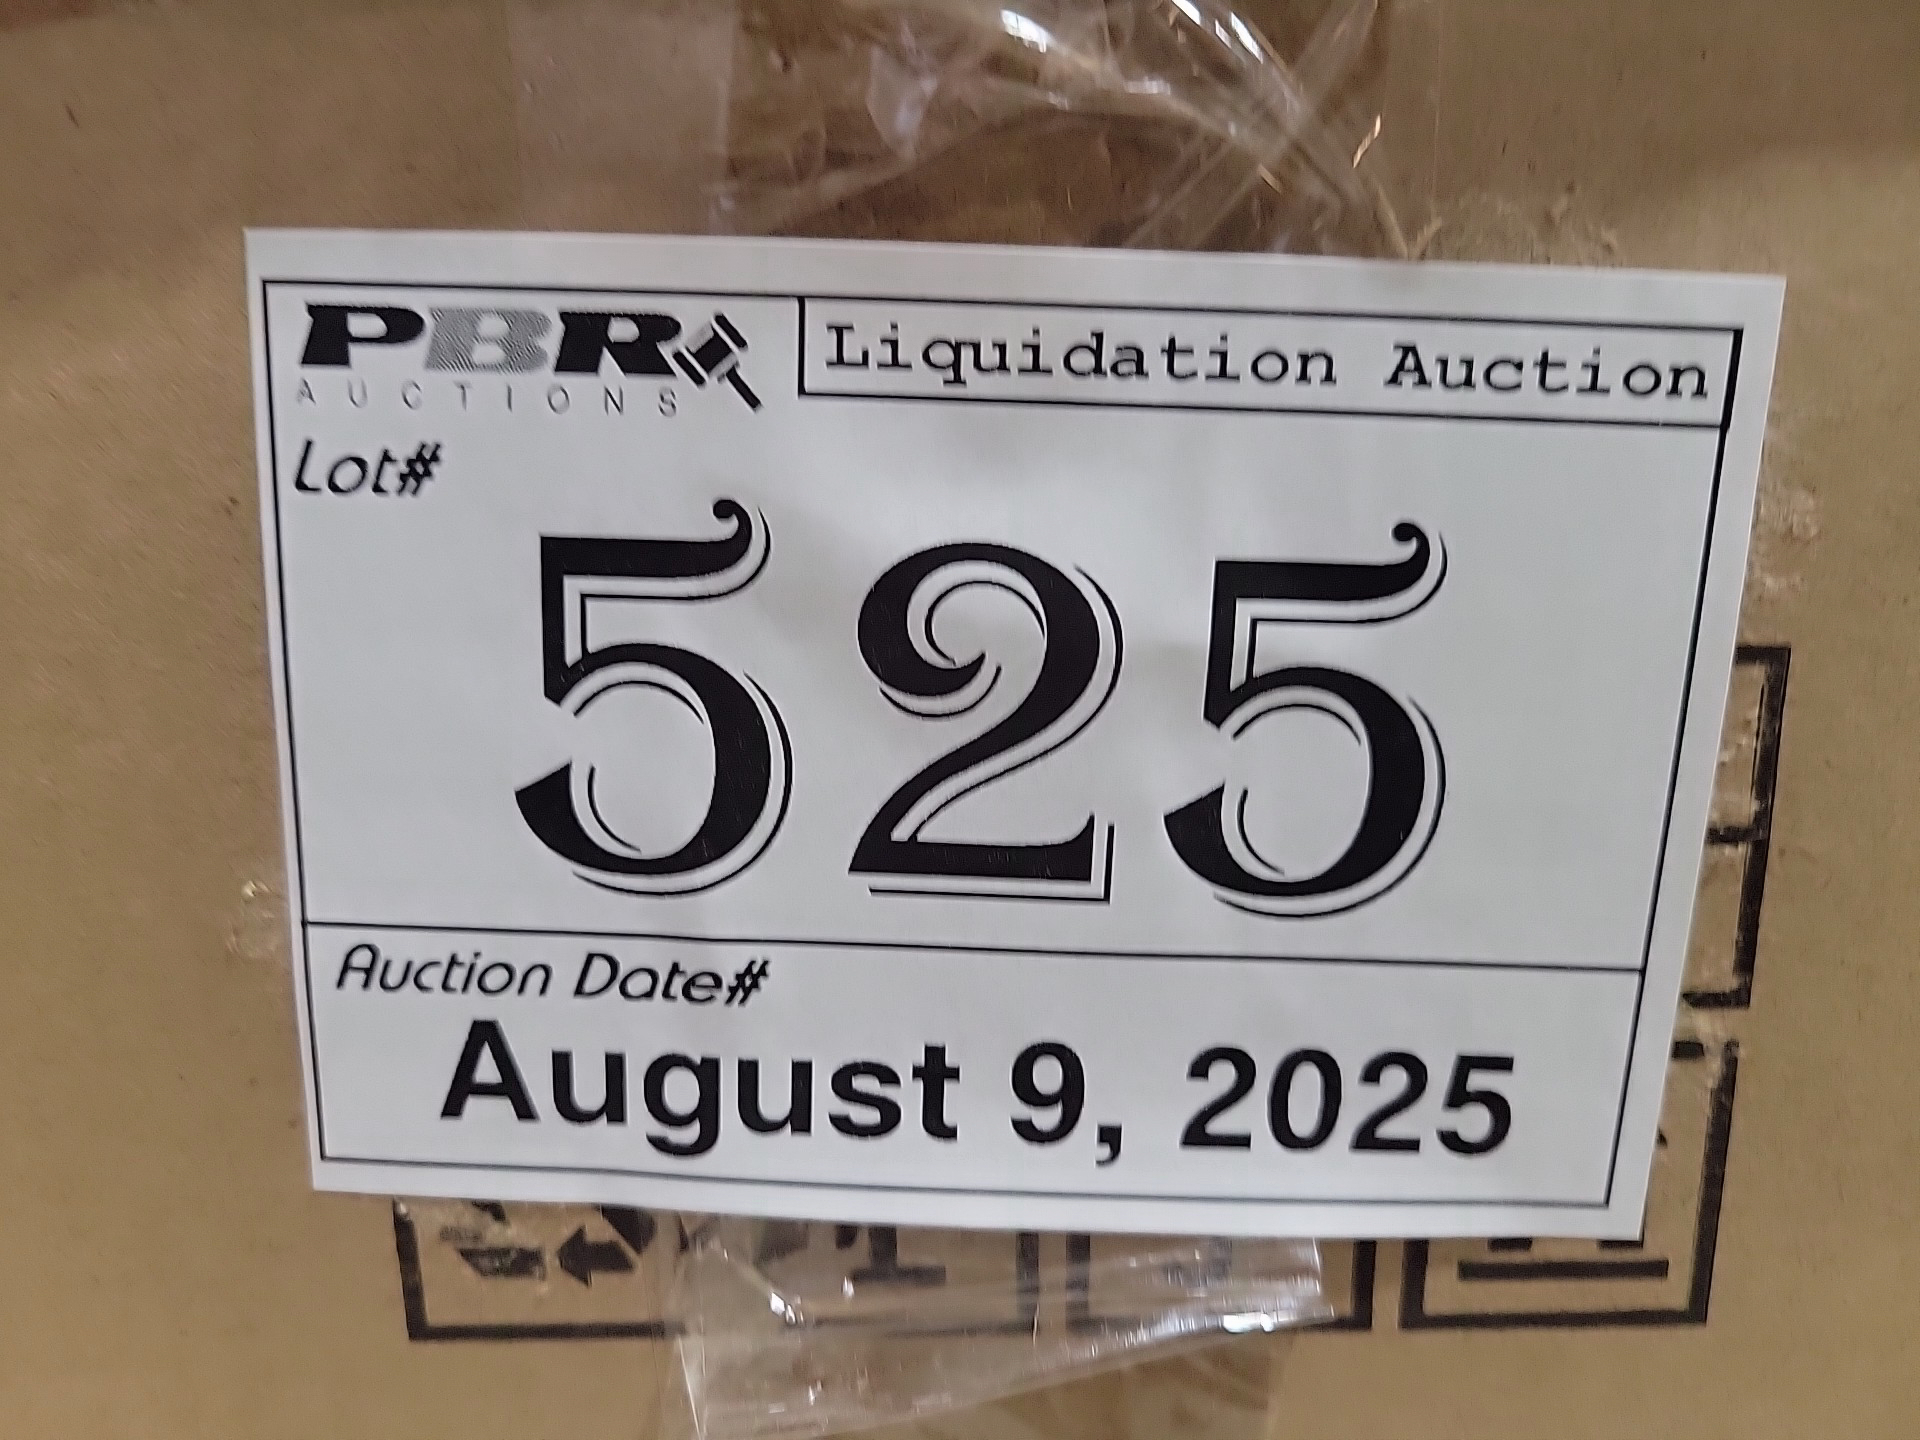 PBR
AUCTIONS
Liquidation Auction
Lot#
525
Auction Date#
August 9, 2025